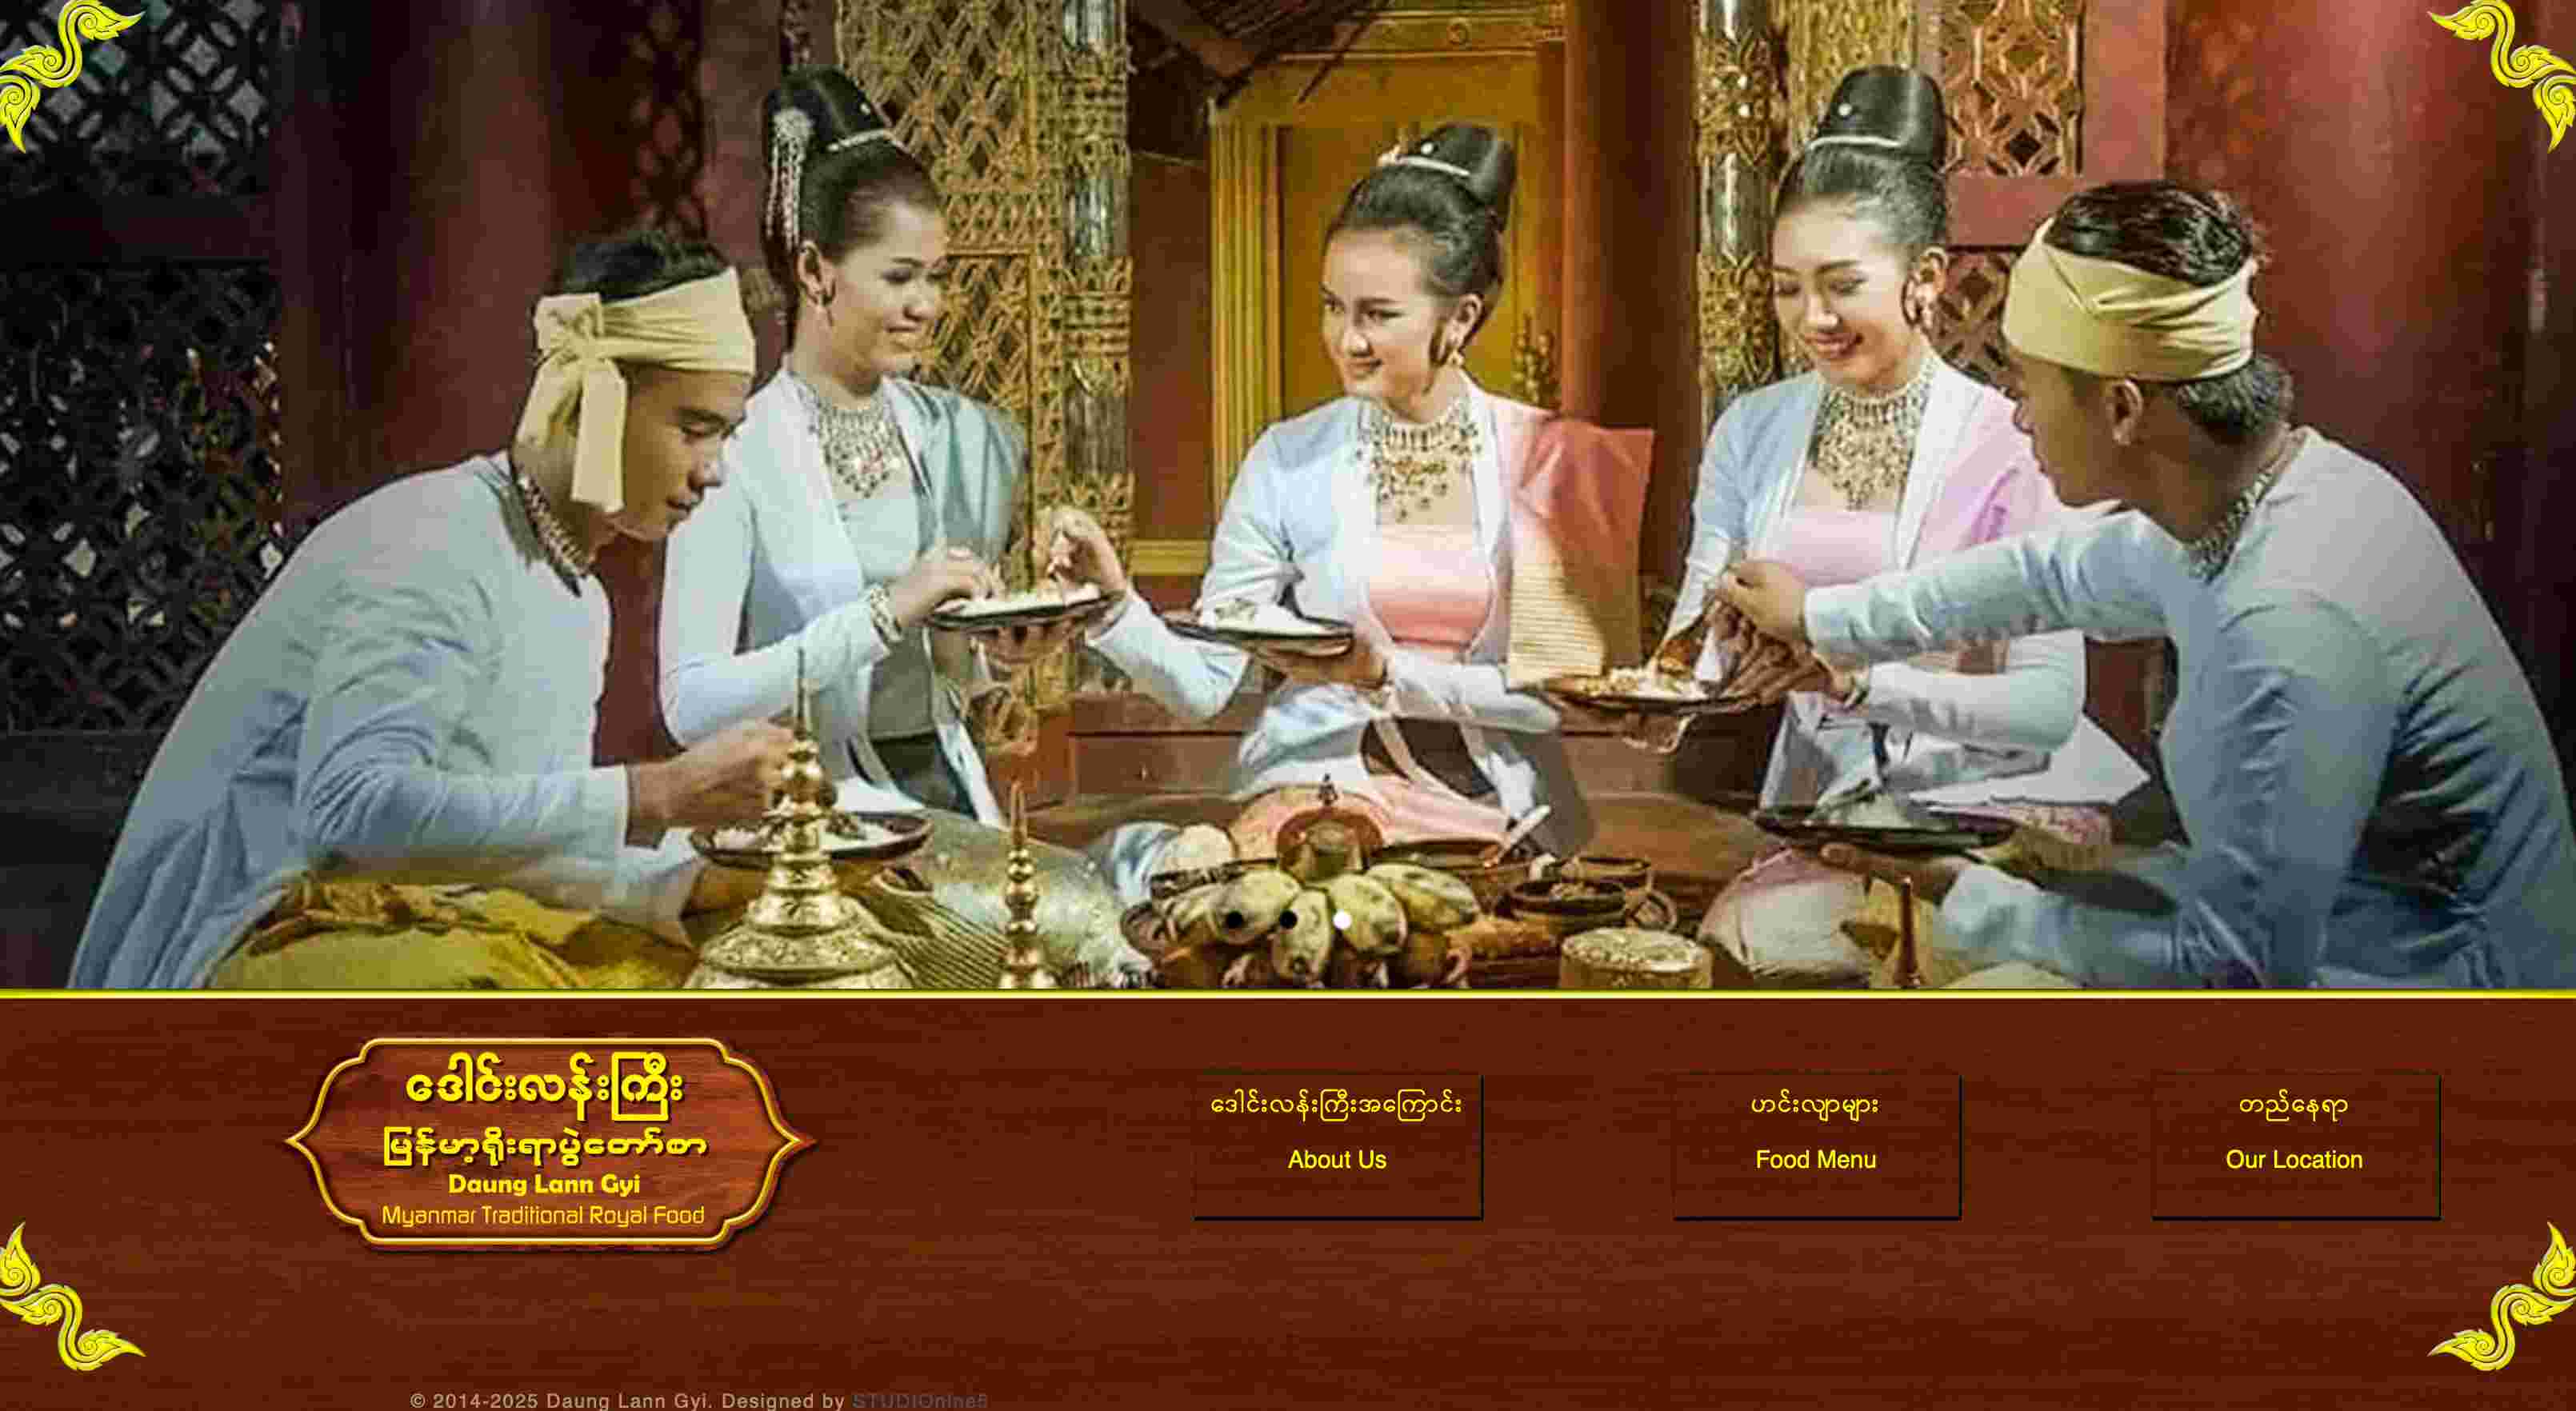 ဒေါင်းလန်းကြီး
မြန်မာ့ရိုးရာပွဲတော်စာ
Daung Lann Gyi
Myanmar Traditional Royal Food
ဒေါင်းလန်းကြီးအကြောင်း
About Us
ဟင်းလျာများ
Food Menu
တည်နေရာ
Our Location
© 2014-2025 Daung Lann Gyi. Designed by STUDIOnine5